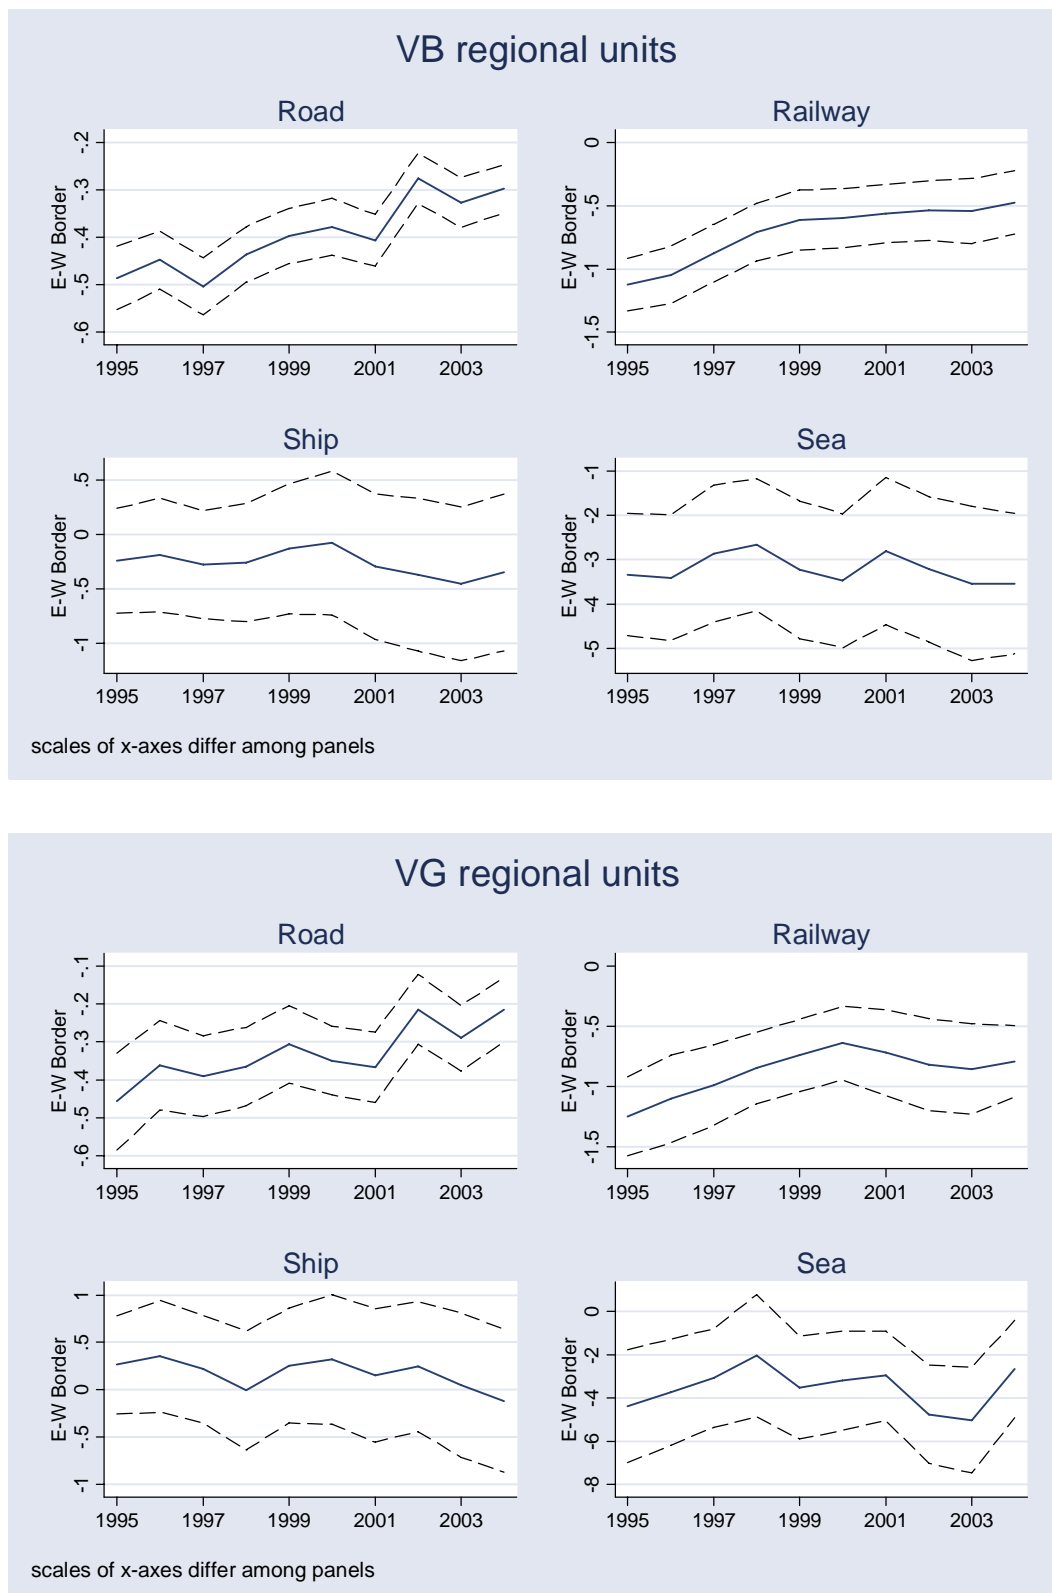 VB regional units
Road
Railway
E-W Border
-.2
-.3
-.4
-.5
-.6
1995 1997 1999 2001 2003
E-W Border
0
-.5
-1
-1.5
1995 1997 1999 2001 2003
Ship
Sea
E-W Border
.5
0
-.5
-1
1995 1997 1999 2001 2003
E-W Border
-1
-2
-3
-4
-5
1995 1997 1999 2001 2003
scales of x-axes differ among panels
VG regional units
Road
Railway
E-W Border
-.1
-.2
-.3
-.4
-.5
-.6
1995 1997 1999 2001 2003
E-W Border
0
-.5
-1
-1.5
1995 1997 1999 2001 2003
Ship
Sea
E-W Border
1
.5
0
-.5
-1
1995 1997 1999 2001 2003
E-W Border
0
-2
-4
-6
-8
1995 1997 1999 2001 2003
scales of x-axes differ among panels